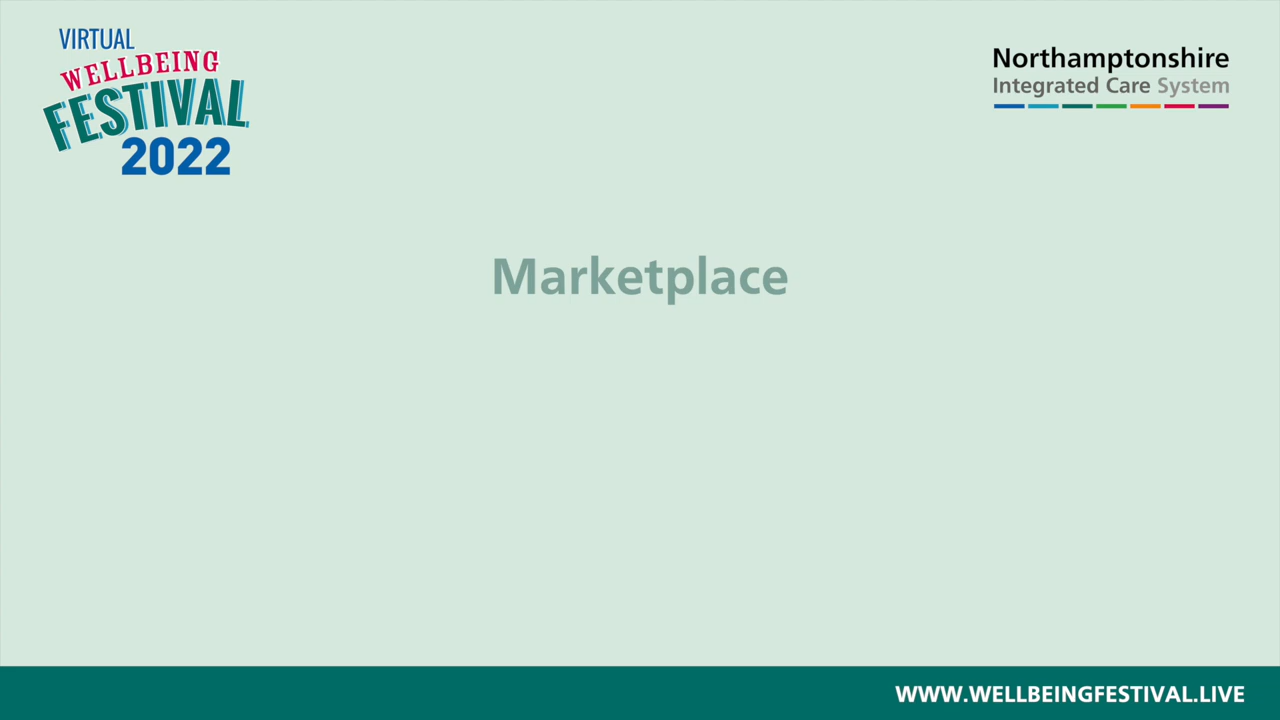 VIRTUAL
WELLBEING
FESTIVAL
2022
Northamptonshire
Integrated Care System
Marketplace
WWW.WELLBEINGFESTIVAL.LIVE